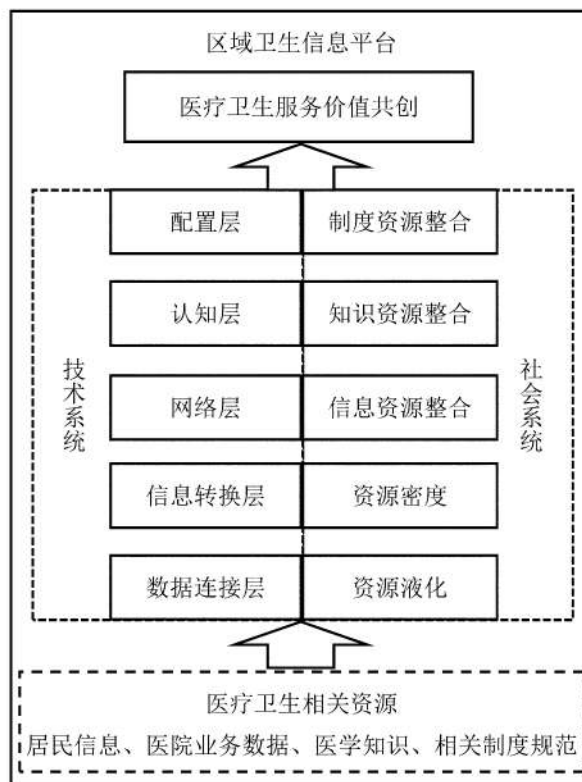 区域卫生信息平台
医疗卫生服务价值共创
配置层 制度资源整合
认知层 知识资源整合
技术系统
社会系统
网络层 信息资源整合
信息转换层 资源密度
数据连接层 资源液化
医疗卫生相关资源
居民信息、医院业务数据、医学知识、相关制度规范